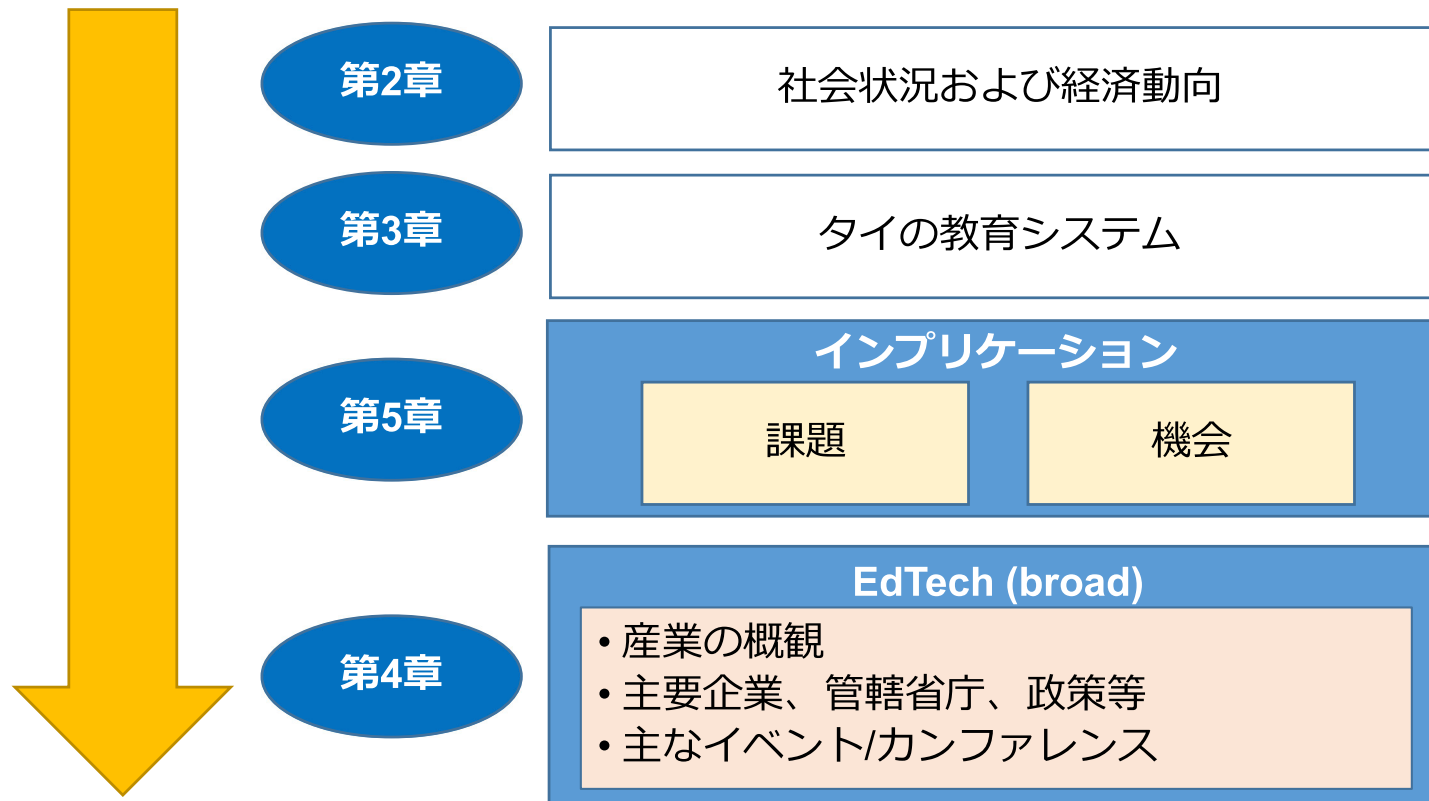 第2章
社会状況および経済動向
第3章
タイの教育システム
第5章
インプリケーション
課題
機会
第4章
EdTech (broad)
• 産業の概観
• 主要企業、管轄省庁、政策等
• 主なイベント/カンファレンス